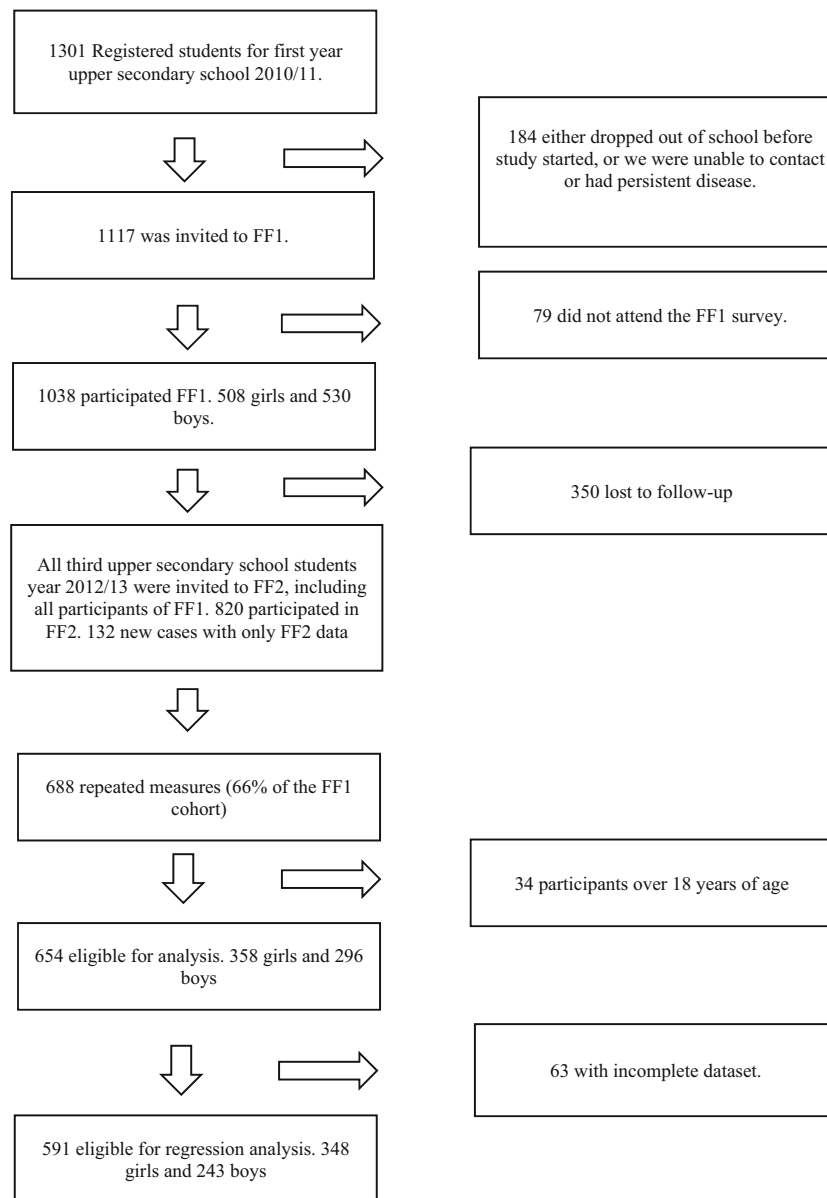 1301 Registered students for first year
upper secondary school 2010/11.
184 either dropped out of school before
study started, or we were unable to contact
or had persistent disease.
1117 was invited to FF1.
79 did not attend the FF1 survey.
1038 participated FF1. 508 girls and 530
boys.
350 lost to follow-up
All third upper secondary school students
year 2012/13 were invited to FF2, including
all participants of FF1. 820 participated in
FF2. 132 new cases with only FF2 data
688 repeated measures (66% of the FF1
cohort)
34 participants over 18 years of age
654 eligible for analysis. 358 girls and 296
boys
63 with incomplete dataset.
591 eligible for regression analysis. 348
girls and 243 boys